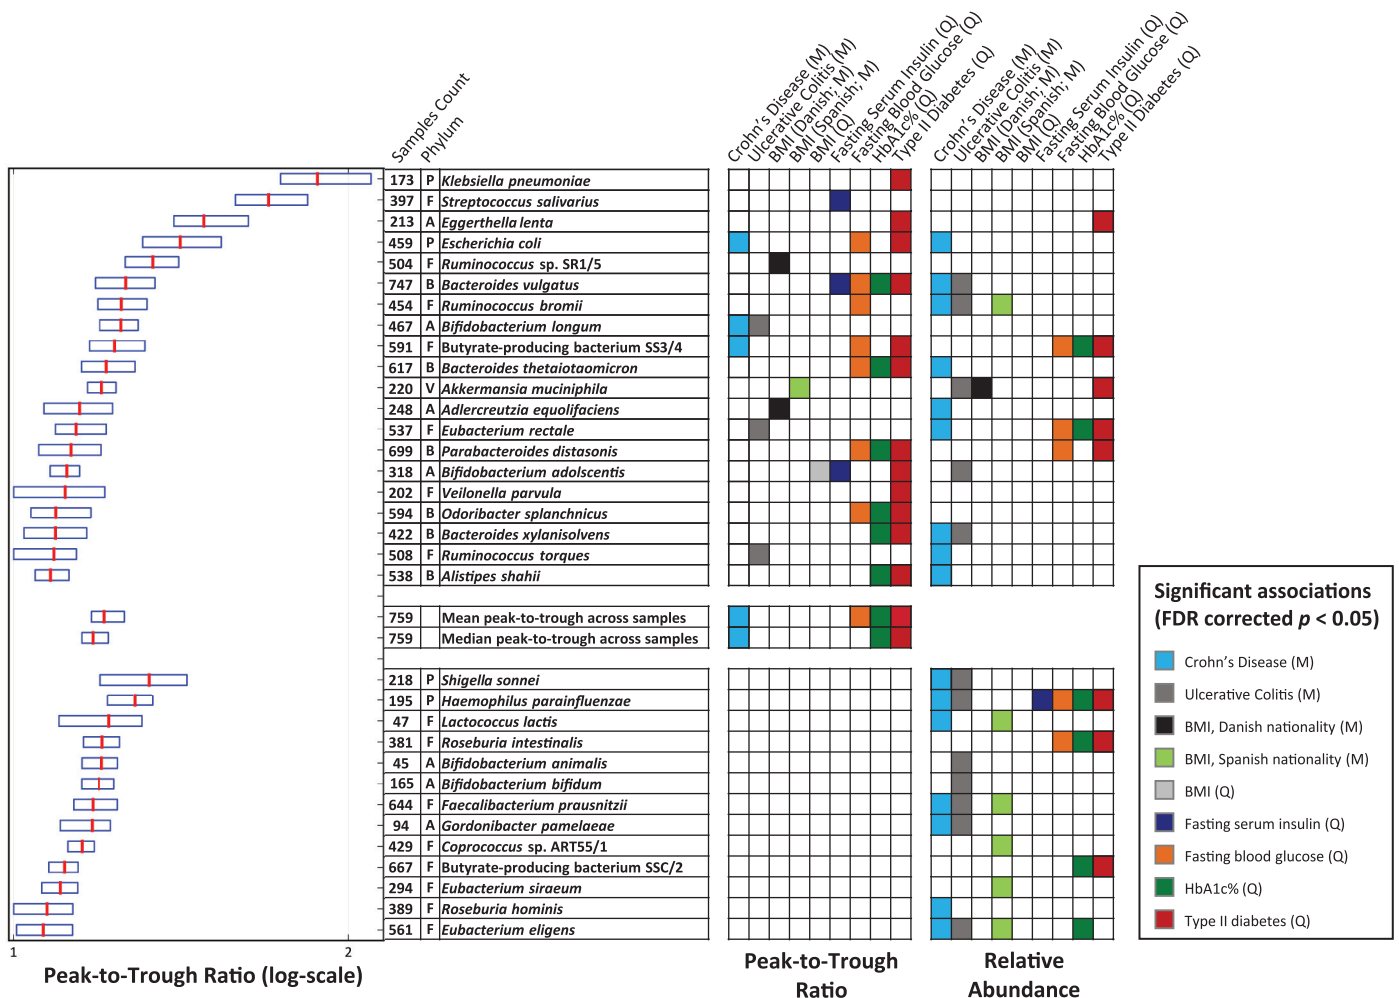 Samples Count
Phylum
Crohn's Disease (M)
Ulcerative Colitis (M)
BMI (Danish; M)
BMI (Spanish; M)
BMI (Q)
Fasting Serum Insulin (Q)
Fasting Blood Glucose (Q)
HbA1c% (Q)
Type II Diabetes (Q)
Crohn's Disease (M)
Ulcerative Colitis (M)
BMI (Danish; M)
BMI (Spanish; M)
BMI (Q)
Fasting Serum Insulin (Q)
Fasting Blood Glucose (Q)
HbA1c% (Q)
Type II Diabetes (Q)
173 P Klebsiella pneumoniae
397 F Streptococcus salivarius
213 A Eggerthella lenta
459 P Escherichia coli
504 F Ruminococcus sp. SR1/5
747 B Bacteroides vulgatus
454 F Ruminococcus bromii
467 A Bifidobacterium longum
591 F Butyrate-producing bacterium SS3/4
617 B Bacteroides thetaiotaomicron
220 V Akkermansia muciniphila
248 A Adlercreutzia equolifaciens
537 F Eubacterium rectale
699 B Parabacteroides distasonis
318 A Bifidobacterium adolscentis
202 F Veilonella parvula
594 B Odoribacter splanchnicus
422 B Bacteroides xylanisolvens
508 F Ruminococcus torques
538 B Alistipes shahii
759 Mean peak-to-trough across samples
759 Median peak-to-trough across samples
218 P Shigella sonnei
195 P Haemophilus parainfluenzae
47 F Lactococcus lactis
381 F Roseburia intestinalis
45 A Bifidobacterium animalis
165 A Bifidobacterium bifidum
644 F Faecalibacterium prausnitzii
94 A Gordonibacter pamelaeae
429 F Coprococcus sp. ART55/1
667 F Butyrate-producing bacterium SSC/2
294 F Eubacterium siraeum
389 F Roseburia hominis
561 F Eubacterium eligens
1 2
Peak-to-Trough Ratio (log-scale)
Peak-to-Trough
Ratio
Relative
Abundance
Significant associations
(FDR corrected p < 0.05)
Crohn's Disease (M)
Ulcerative Colitis (M)
BMI, Danish nationality (M)
BMI, Spanish nationality (M)
BMI (Q)
Fasting serum insulin (Q)
Fasting blood glucose (Q)
HbA1c% (Q)
Type II diabetes (Q)